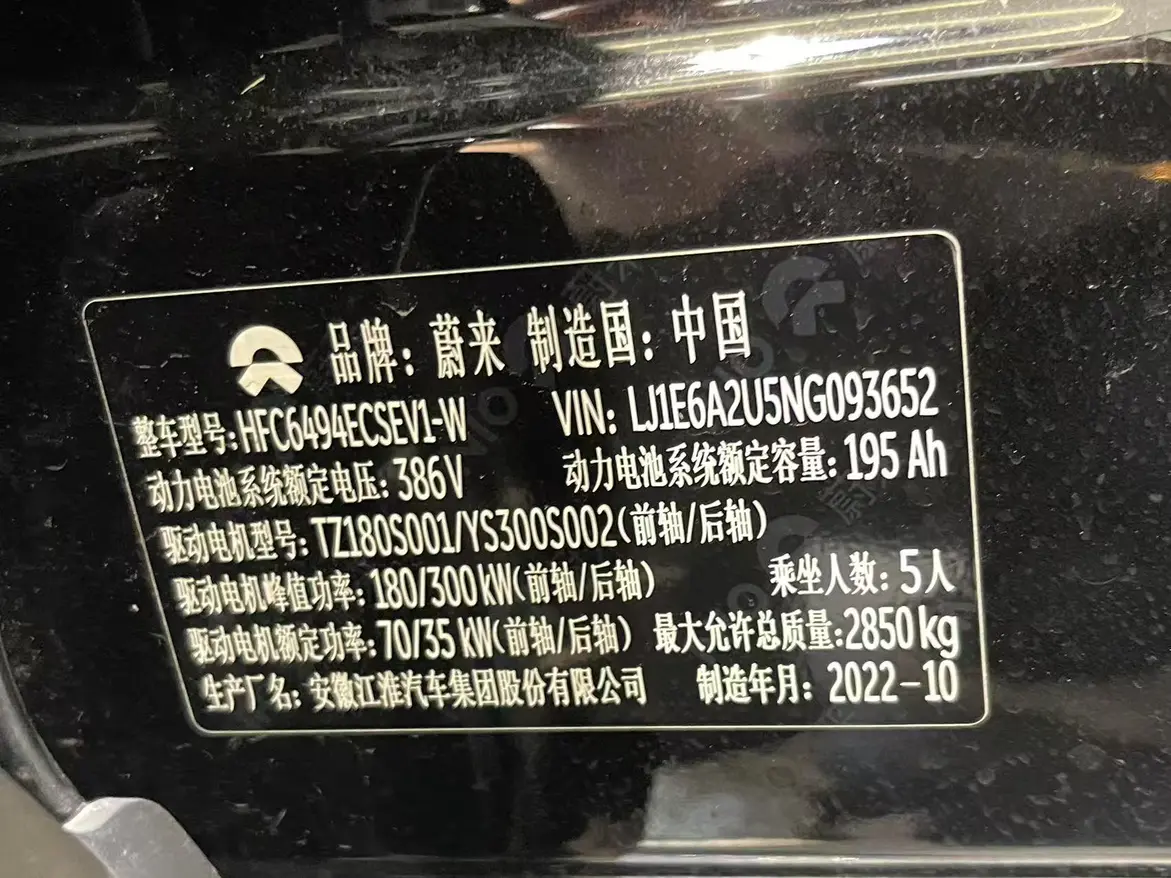 品牌：蔚来 制造国：中国
整车型号：HFC6494ECSEV1-W VIN：LJ1E6A2U5NG093652
动力电池系统额定电压：386V 动力电池系统额定容量：195 Ah
驱动电机型号：TZ180S001/YS300S002(前轴/后轴)
驱动电机峰值功率：180/300kW(前轴/后轴) 乘坐人数：5人
驱动电机额定功率：70/35 kW(前轴/后轴) 最大允许总质量：2850kg
生产厂名：安徽江淮汽车集团股份有限公司 制造年月：2022-10